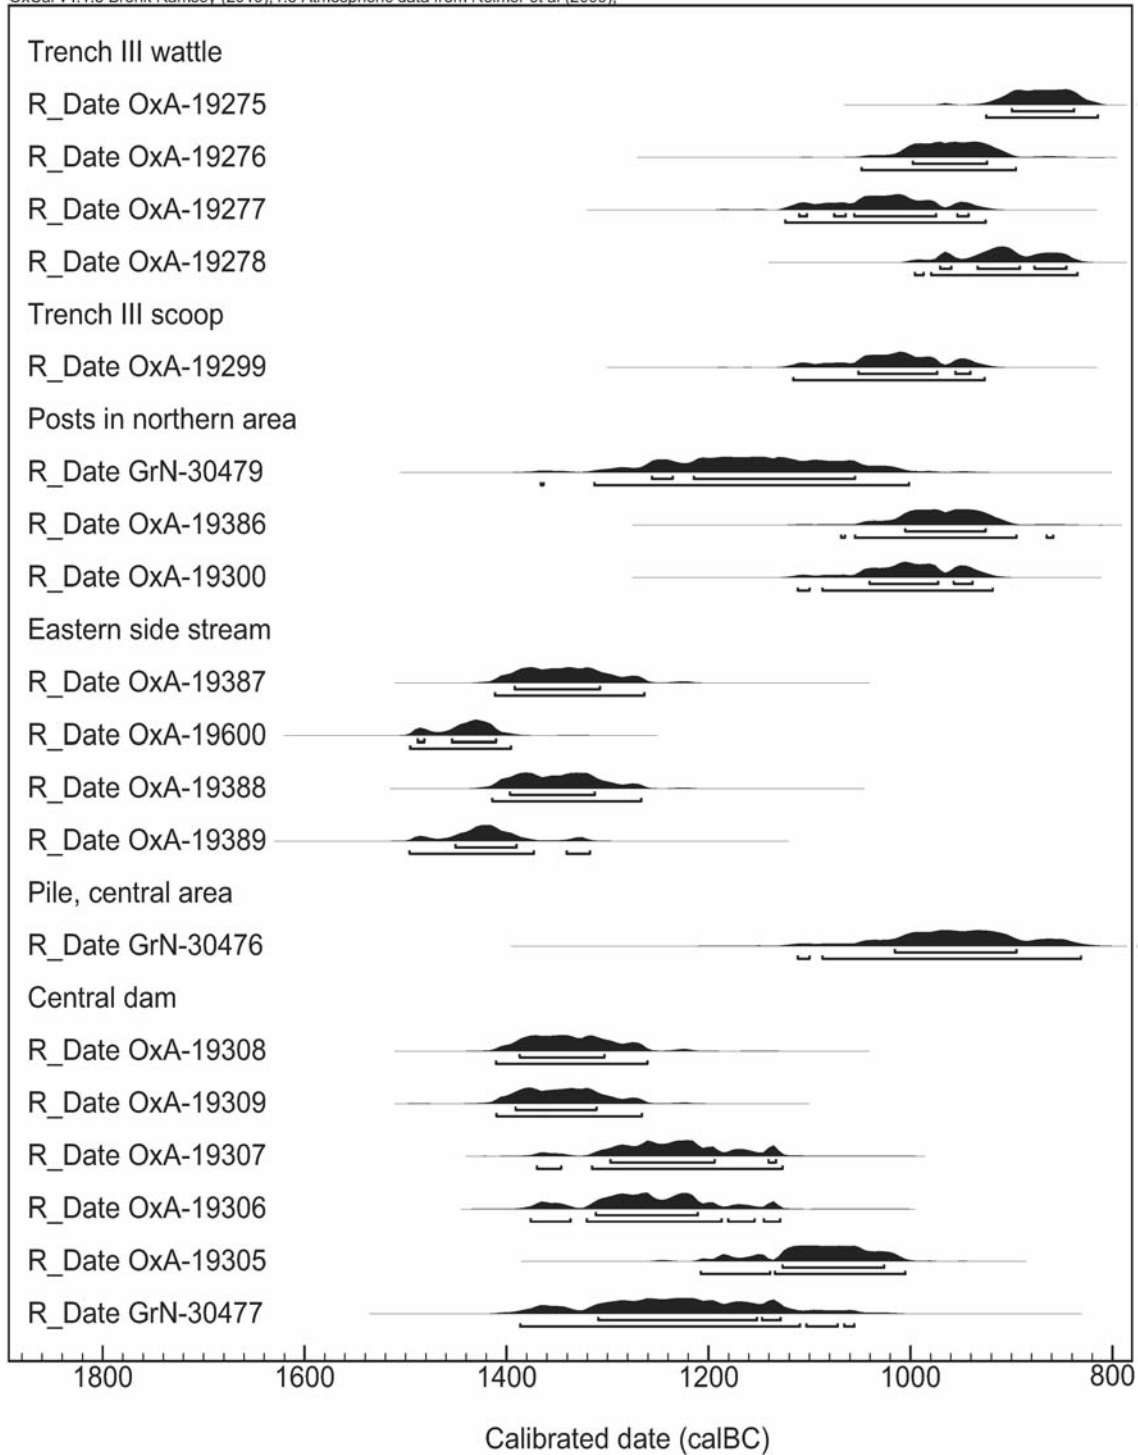 Trench III wattle
R_Date OxA-19275
R_Date OxA-19276
R_Date OxA-19277
R_Date OxA-19278
Trench III scoop
R_Date OxA-19299
Posts in northern area
R_Date GrN-30479
R_Date OxA-19386
R_Date OxA-19300
Eastern side stream
R_Date OxA-19387
R_Date OxA-19600
R_Date OxA-19388
R_Date OxA-19389
Pile, central area
R_Date GrN-30476
Central dam
R_Date OxA-19308
R_Date OxA-19309
R_Date OxA-19307
R_Date OxA-19306
R_Date OxA-19305
R_Date GrN-30477
1800 1600 1400 1200 1000 800
Calibrated date (calBC)